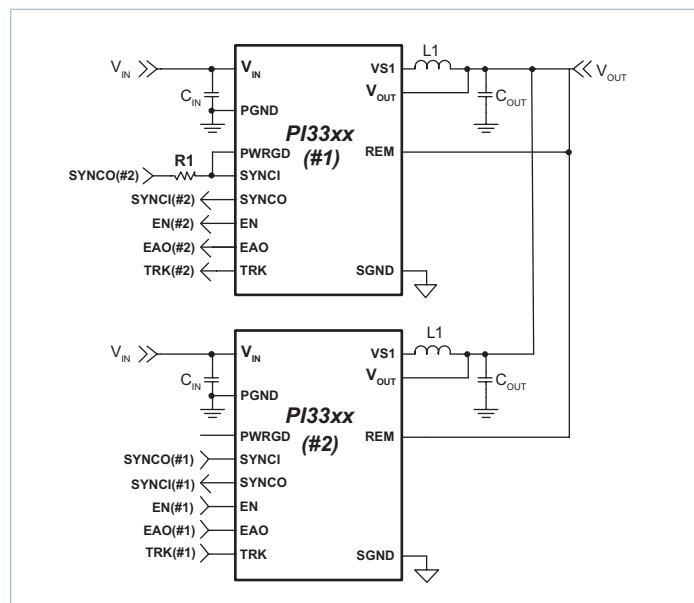 VIN
VIN
VS1
L1
VOUT
VOUT
CIN
COUT
PGND
PI33xx
(#1)
PWRGD
REM
R1
SYNCO(#2)
SYNCI
SYNCI(#2)
SYNCO
EN(#2)
EN
EAO(#2)
EAO
TRK(#2)
TRK
SGND
VIN
VIN
VS1
L1
VOUT
CIN
COUT
PGND
PI33xx
(#2)
PWRGD
REM
SYNCO(#1)
SYNCI
SYNCI(#1)
SYNCO
EN(#1)
EN
EAO(#1)
EAO
TRK(#1)
TRK
SGND